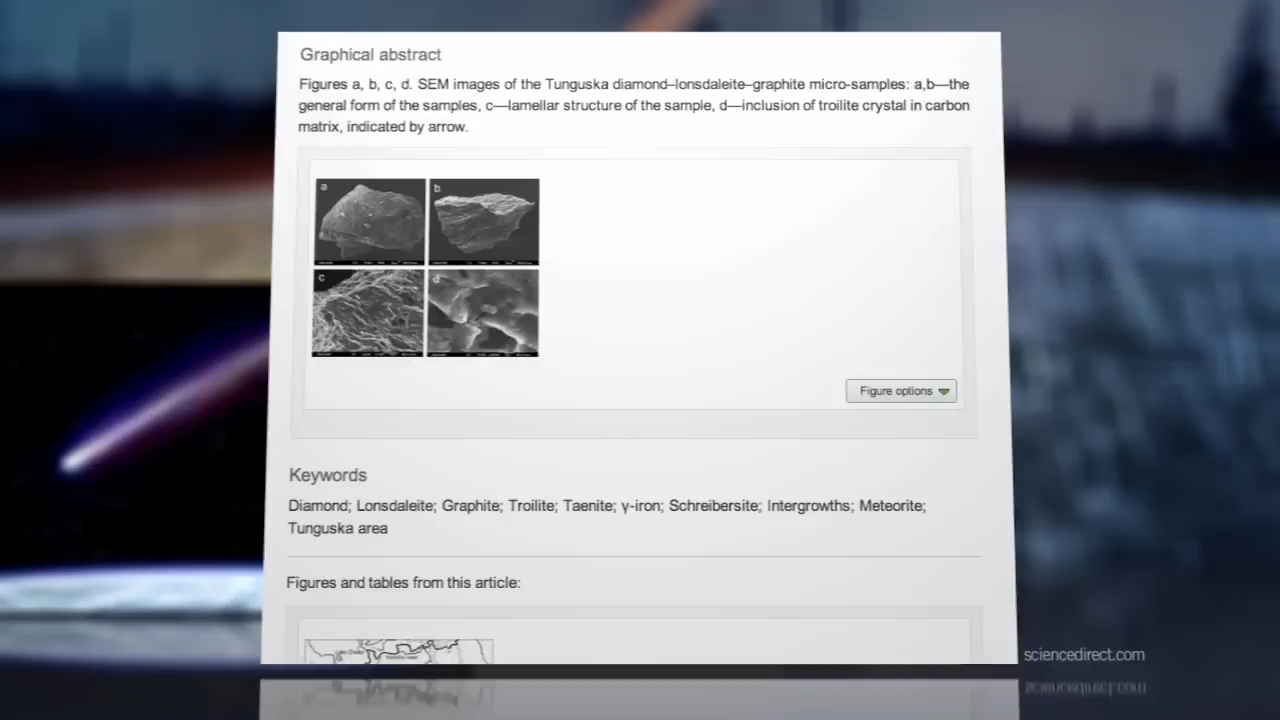 Graphical abstract
Figures a, b, c, d. SEM images of the Tunguska diamond–lonsdaleite–graphite micro-samples: a,b—the
general form of the samples, c—lamellar structure of the sample, d—inclusion of troilite crystal in carbon
matrix, indicated by arrow.
a
b
c
d
Figure options
Keywords
Diamond; Lonsdaleite; Graphite; Troilite; Taenite; γ-iron; Schreibersite; Intergrowths; Meteorite;
Tunguska area
Figures and tables from this article:
sciencedirect.com